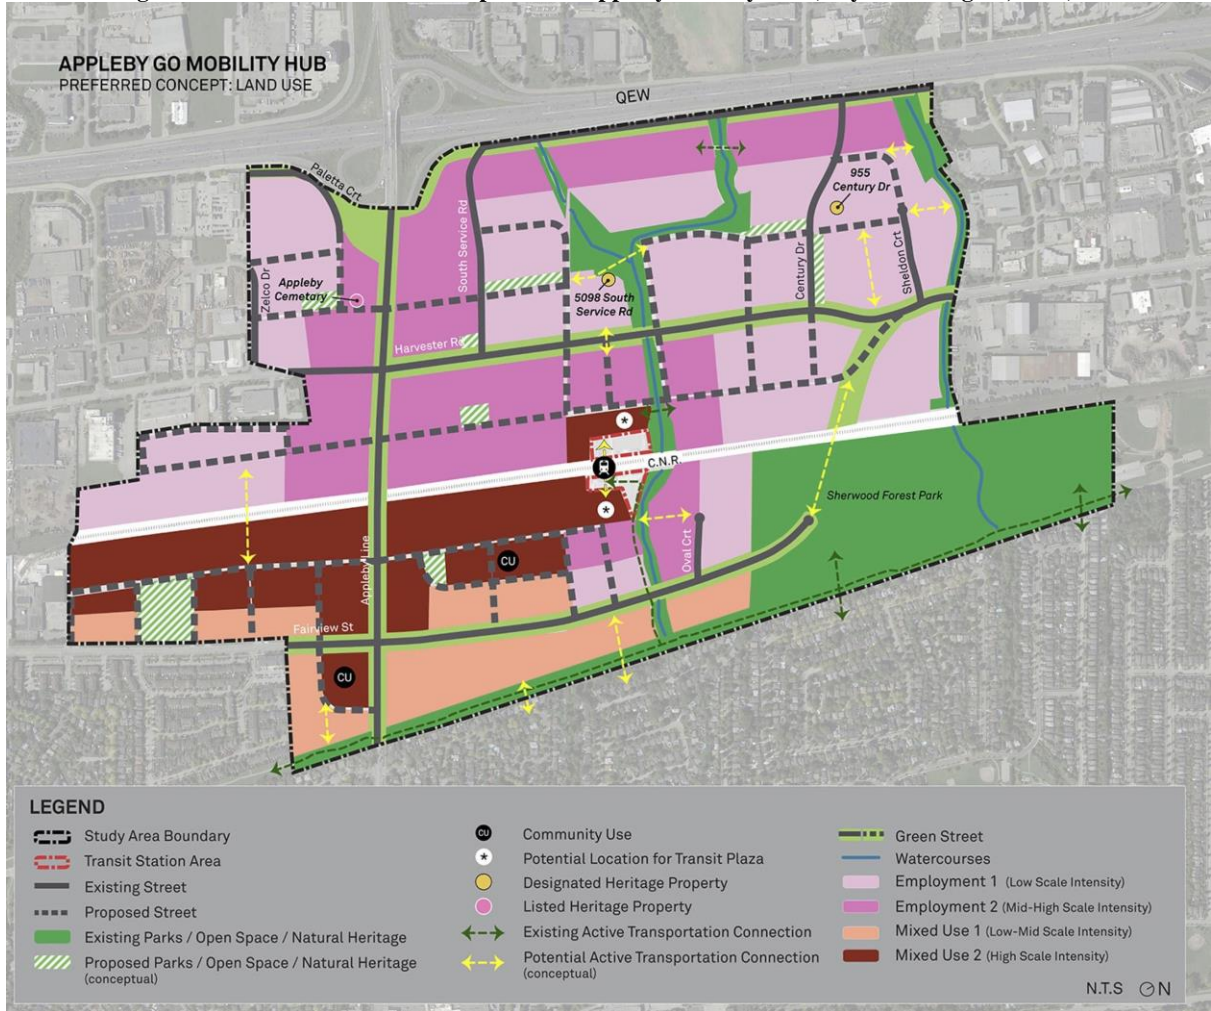 APPLEBY GO MOBILITY HUB
PREFERRED CONCEPT: LAND USE
QEW
Paletta Crt
South Service Rd
955
Century Dr
Zelco Dr
Appleby
Cemetary
5098 South
Service Rd
Century Dr
Sheldon Crt
Harvester Rd
C.N.R.
Sherwood Forest Park
Oval Crt
Appleby Line
CU
Fairview St
CU
LEGEND
Study Area Boundary
Transit Station Area
Existing Street
Proposed Street
Existing Parks / Open Space / Natural Heritage
Proposed Parks / Open Space / Natural Heritage
(conceptual)
CU Community Use
* Potential Location for Transit Plaza
Designated Heritage Property
Listed Heritage Property
Existing Active Transportation Connection
Potential Active Transportation Connection
(conceptual)
Green Street
Watercourses
Employment 1 (Low Scale Intensity)
Employment 2 (Mid-High Scale Intensity)
Mixed Use 1 (Low-Mid Scale Intensity)
Mixed Use 2 (High Scale Intensity)
N.T.S N